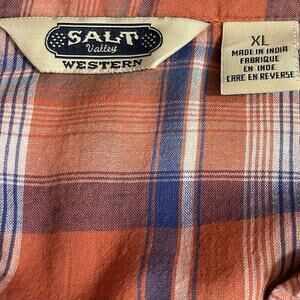 SALT
Valley
WESTERN
XL
MADE IN INDIA
FABRIQUE
EN INDE
CARE EN REVERSE